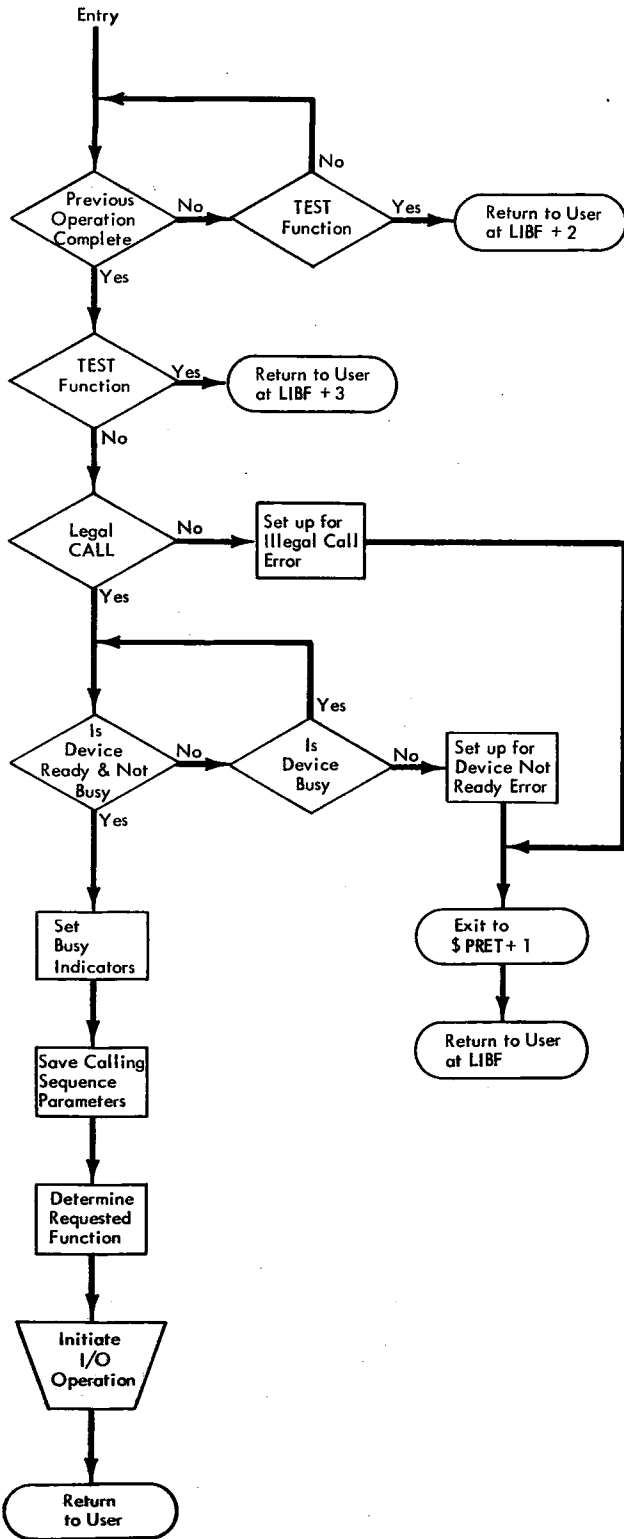 Entry
No
Previous
Operation
Complete
No
TEST
Function
Yes
Return to User
at LIBF + 2
Yes
TEST
Function
Yes
Return to User
at LIBF + 3
No
Legal
CALL
No
Set up for
Illegal Call
Error
Yes
Yes
Is
Device
Ready & Not
Busy
No
Is
Device
Busy
No
Set up for
Device Not
Ready Error
Yes
Set
Busy
Indicators
Exit to
$ PRET + 1
Save Calling
Sequence
Parameters
Return to User
at LIBF
Determine
Requested
Function
Initiate
I/O
Operation
Return
to User